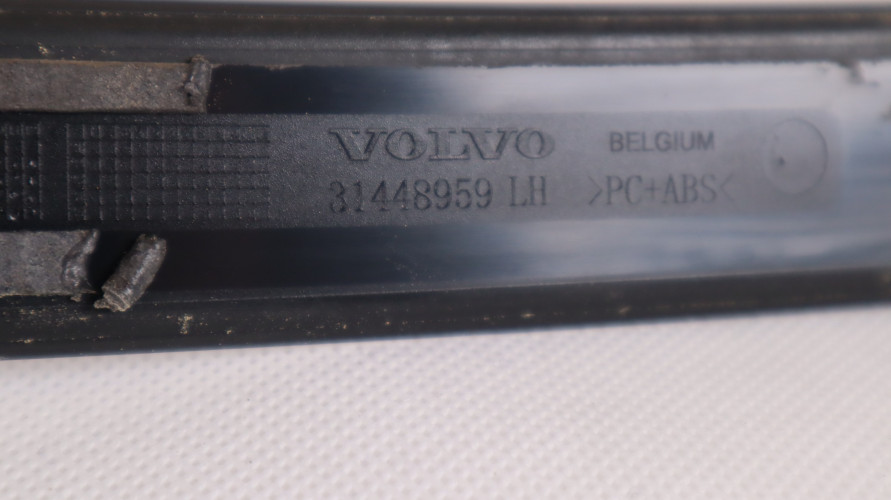 VOLVO BELGIUM
31448959 LH >PC+ABS<